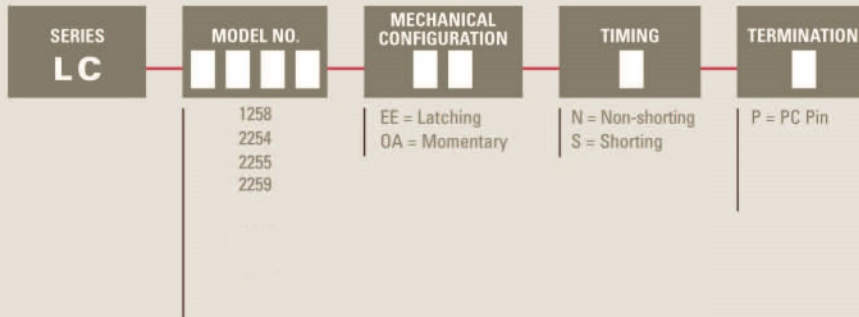 SERIES
LC
MODEL NO.
1258
2254
2255
2259
MECHANICAL
CONFIGURATION
EE = Latching
OA = Momentary
TIMING
N = Non-shorting
S = Shorting
TERMINATION
P = PC Pin